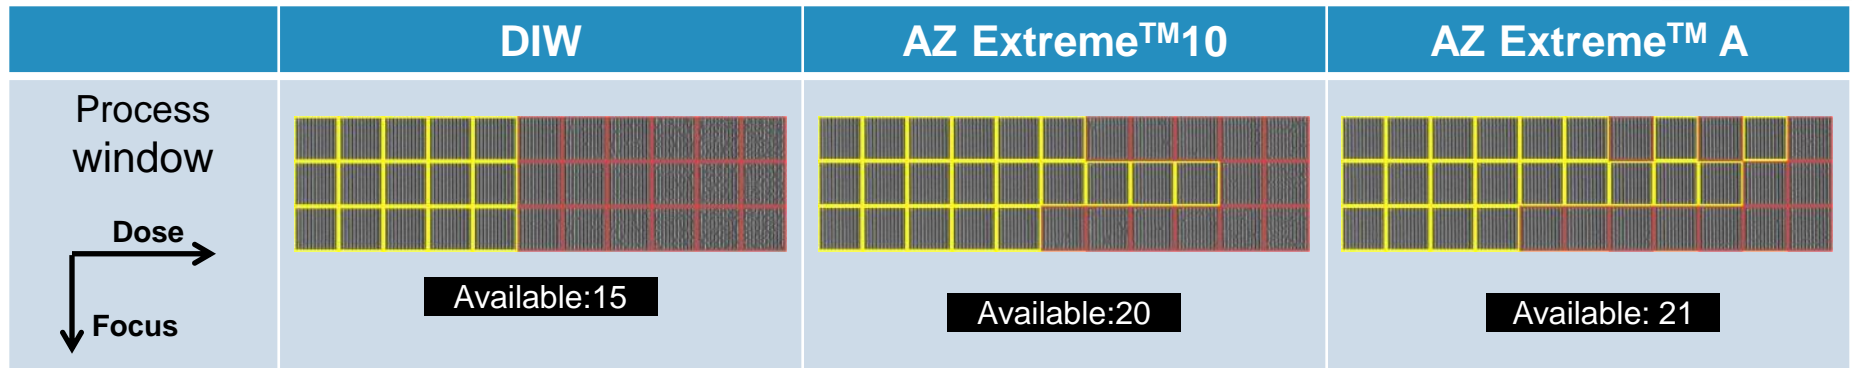 DIW
AZ Extreme™10
AZ Extreme™ A
Process
window
Dose
Focus
Available:15
Available:20
Available: 21